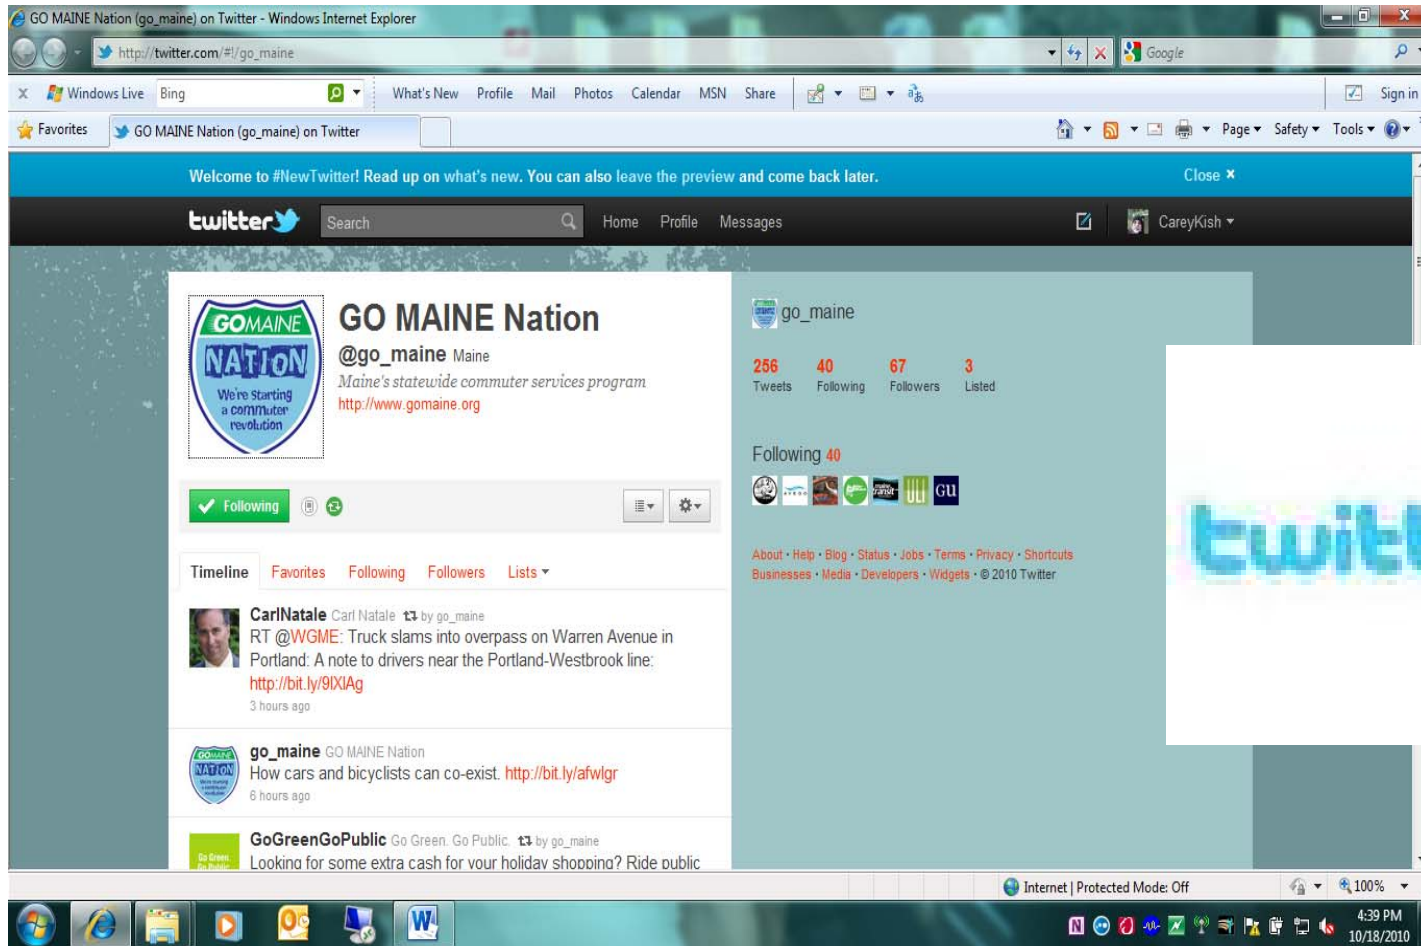 GO MAINE Nation (go_maine) on Twitter - Windows Internet Explorer
http://twitter.com/#!/go_maine
Google
Windows Live Bing What's New Profile Mail Photos Calendar MSN Share Sign in
Favorites GO MAINE Nation (go_maine) on Twitter Page Safety Tools
Welcome to #NewTwitter! Read up on what's new. You can also leave the preview and come back later. Close ×
twitter Search Home Profile Messages CareyKish
GOMAINE
NATION
We're Starting
a commuter
revolution
GO MAINE Nation
@go_maine Maine
Maine's statewide commuter services program
http://www.gomaine.org
Following
Timeline Favorites Following Followers Lists
CarlNatale Carl Natale by go_maine
RT @WGME: Truck slams into overpass on Warren Avenue in
Portland: A note to drivers near the Portland-Westbrook line:
http://bit.ly/9IXIAg
3 hours ago
go_maine GO MAINE Nation
How cars and bicyclists can co-exist. http://bit.ly/afwlgr
6 hours ago
GoGreenGoPublic Go Green. Go Public. by go_maine
Looking for some extra cash for your holiday shopping? Ride public
go_maine
256 40 67 3
Tweets Following Followers Listed
Following 40
GU
About · Help · Blog · Status · Jobs · Terms · Privacy · Shortcuts
Businesses · Media · Developers · Widgets · © 2010 Twitter
twitt
Internet | Protected Mode: Off 100%
4:39 PM
10/18/2010